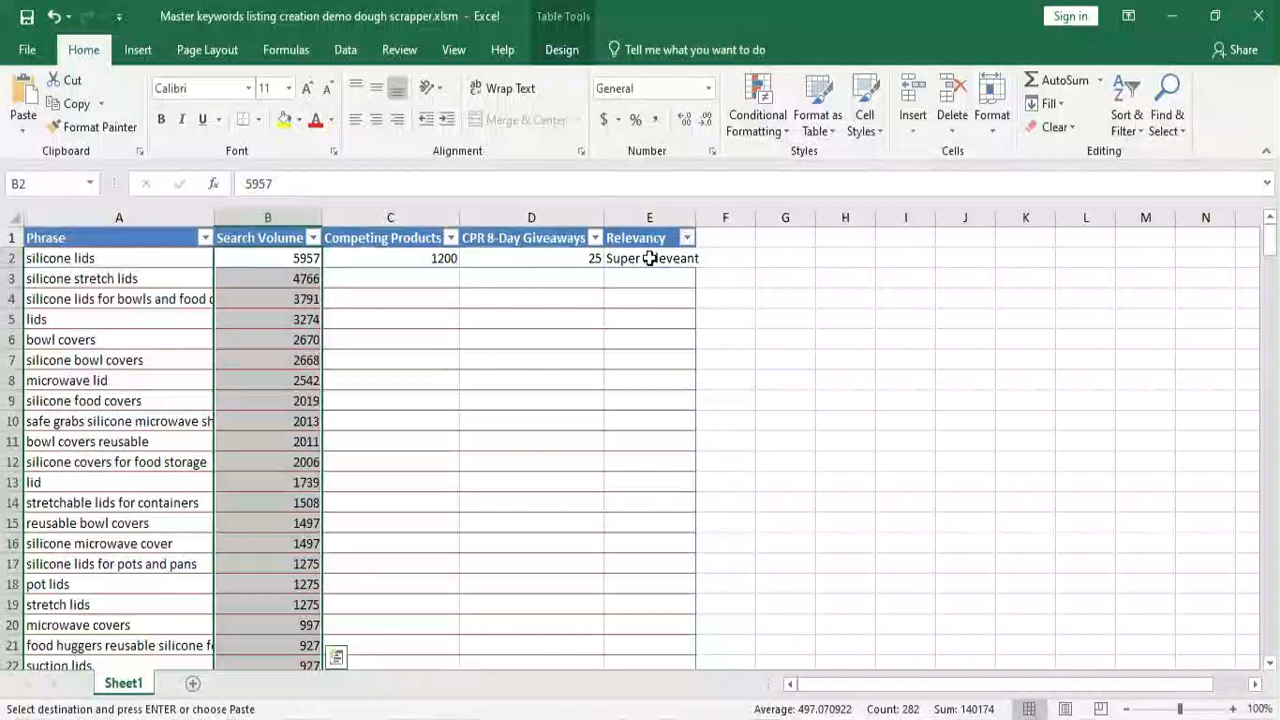 Master keywords listing creation demo dough scrapper.xlsm – Excel
Table Tools
Sign in
File Home Insert Page Layout Formulas Data Review View Help Design Tell me what you want to do Share
Paste
Cut
Copy
Format Painter
Clipboard
Calibri 11
B I U
Font
Wrap Text
Merge & Center
Alignment
General
$ % ,
Number
Conditional Formatting
Format as Table
Cell Styles
Styles
Insert Delete Format
Cells
AutoSum
Fill
Clear
Sort & Filter
Find & Select
Editing
B2 fx 5957
A B C D E F G H I J K L M N
1 Phrase Search Volume Competing Products CPR 8-Day Giveaways Relevancy
2 silicone lids 5957 1200 25 Super
3 silicone stretch lids 4766
4 silicone lids for bowls and food 3791
5 lids 3274
6 bowl covers 2670
7 silicone bowl covers 2668
8 microwave lid 2542
9 silicone food covers 2019
10 safe grabs silicone microwave sh 2013
11 bowl covers reusable 2011
12 silicone covers for food storage 2006
13 lid 1739
14 stretchable lids for containers 1508
15 reusable bowl covers 1497
16 silicone microwave cover 1497
17 silicone lids for pots and pans 1275
18 pot lids 1275
19 stretch lids 1275
20 microwave covers 997
21 food huggers reusable silicone f 927
22 suction lids 927
Sheet1
Select destination and press ENTER or choose Paste Average: 497.070922 Count: 282 Sum: 140174 100%